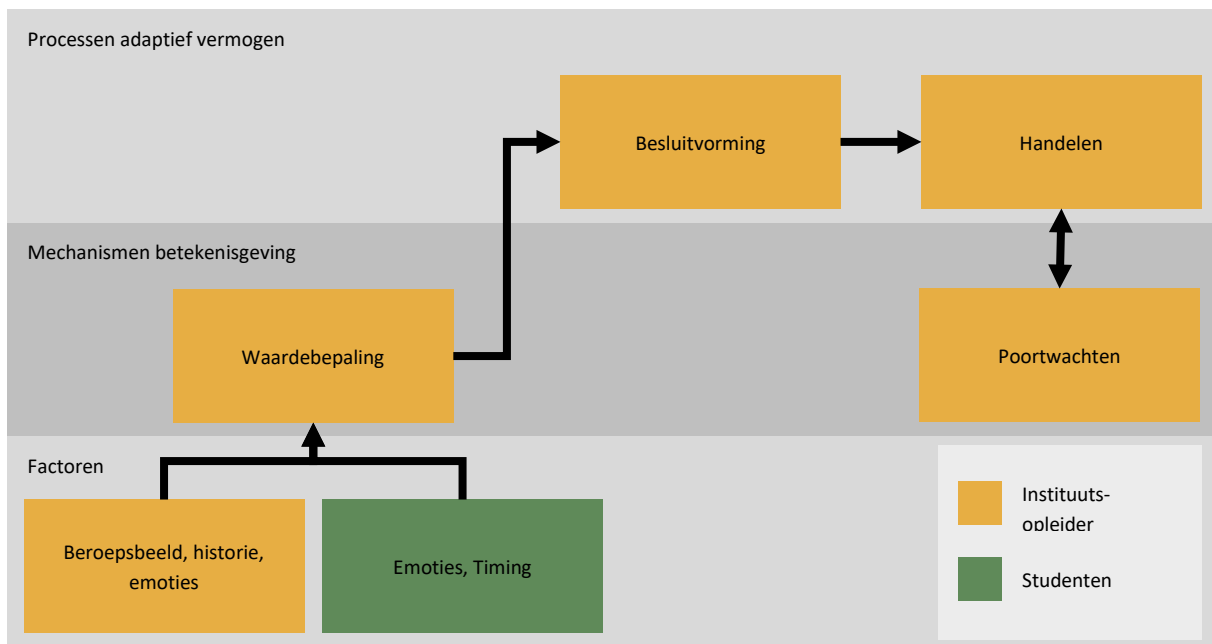 Processen adaptief vermogen
Besluitvorming
Handelen
Mechanismen betekenisgeving
Waardebepaling
Poortwachten
Factoren
Beroepsbeeld, historie,
emoties
Emoties, Timing
Instituuts-
opleider
Studenten